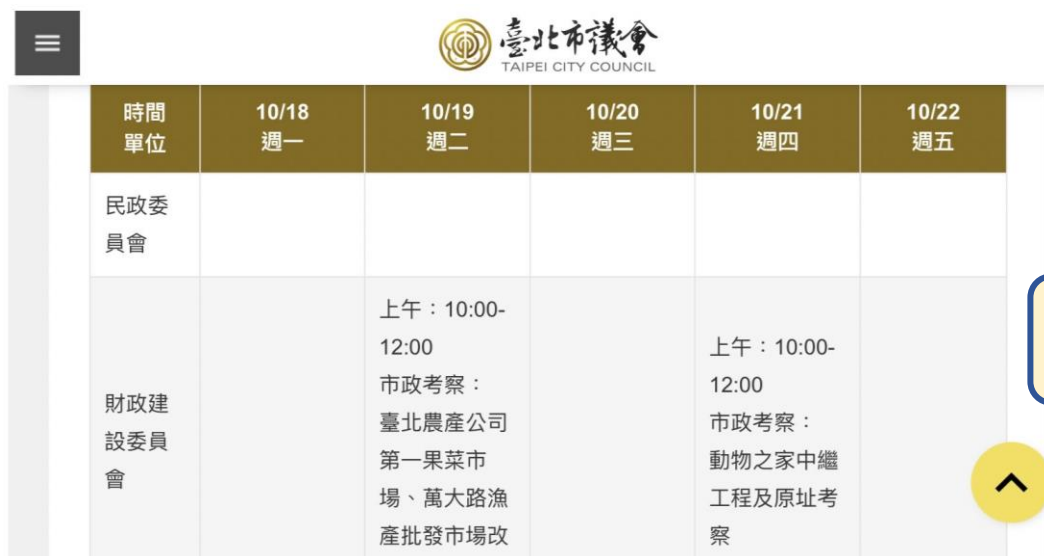 臺北市議會
TAIPEI CITY COUNCIL
時間
單位
10/18
週一
10/19
週二
10/20
週三
10/21
週四
10/22
週五
民政委
員會
財政建
設委員
會
上午：10:00-
12:00
市政考察：
臺北農產公司
第一果菜市
場、萬大路漁
產批發市場改
上午：10:00-
12:00
市政考察：
動物之家中繼
工程及原址考
察